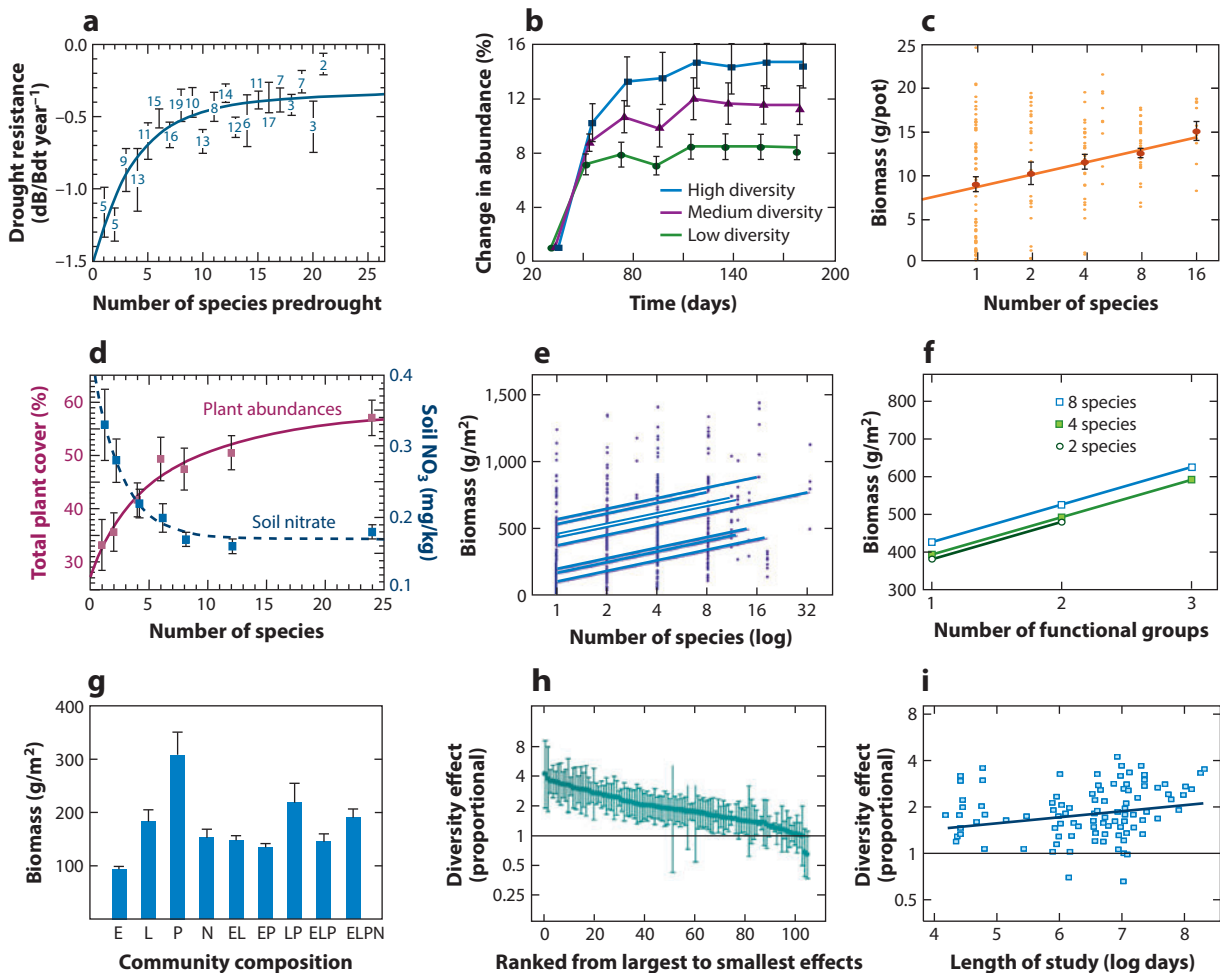 a
0.0
–0.5
–1.0
–1.5
Drought resistance
(dB/Bdt year⁻¹)
5
5
9
13
11
15
16
19
10
13
8
14
12
6
11
17
7
3
7
3
2
0
5
10
15
20
25
Number of species predrought
b
16
12
8
4
0
Change in abundance (%)
High diversity
Medium diversity
Low diversity
20
80
140
200
Time (days)
c
25
20
15
10
5
0
Biomass (g/pot)
1
2
4
8
16
Number of species
d
60
50
40
30
Total plant cover (%)
Plant abundances
Soil nitrate
0.4
0.3
0.2
0.1
Soil NO₃ (mg/kg)
0
5
10
15
20
25
Number of species
e
1,500
1,000
500
0
Biomass (g/m²)
1
2
4
8
16
32
Number of species (log)
f
800
700
600
500
400
300
Biomass (g/m²)
8 species
4 species
2 species
1
2
3
Number of functional groups
g
400
300
200
100
Biomass (g/m²)
E
L
P
N
EL
EP
LP
ELP
ELPN
Community composition
h
8
4
2
1
0.5
0.25
Diversity effect
(proportional)
0
20
40
60
80
100
Ranked from largest to smallest effects
i
8
4
2
1
0.5
Diversity effect
(proportional)
4
5
6
7
8
Length of study (log days)